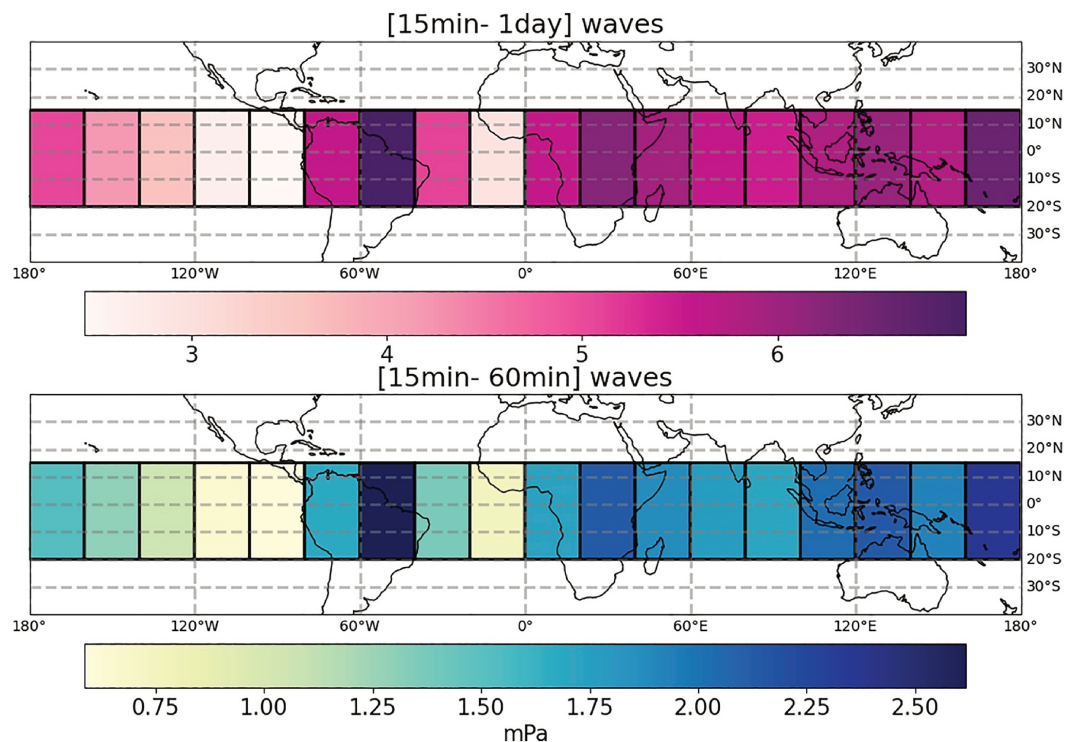 [15min- 1day] waves
30°N
20°N
10°N
0°
10°S
20°S
30°S
180° 120°W 60°W 0° 60°E 120°E 180°
3 4 5 6
[15min- 60min] waves
30°N
20°N
10°N
0°
10°S
20°S
30°S
180° 120°W 60°W 0° 60°E 120°E 180°
0.75 1.00 1.25 1.50 1.75 2.00 2.25 2.50
mPa